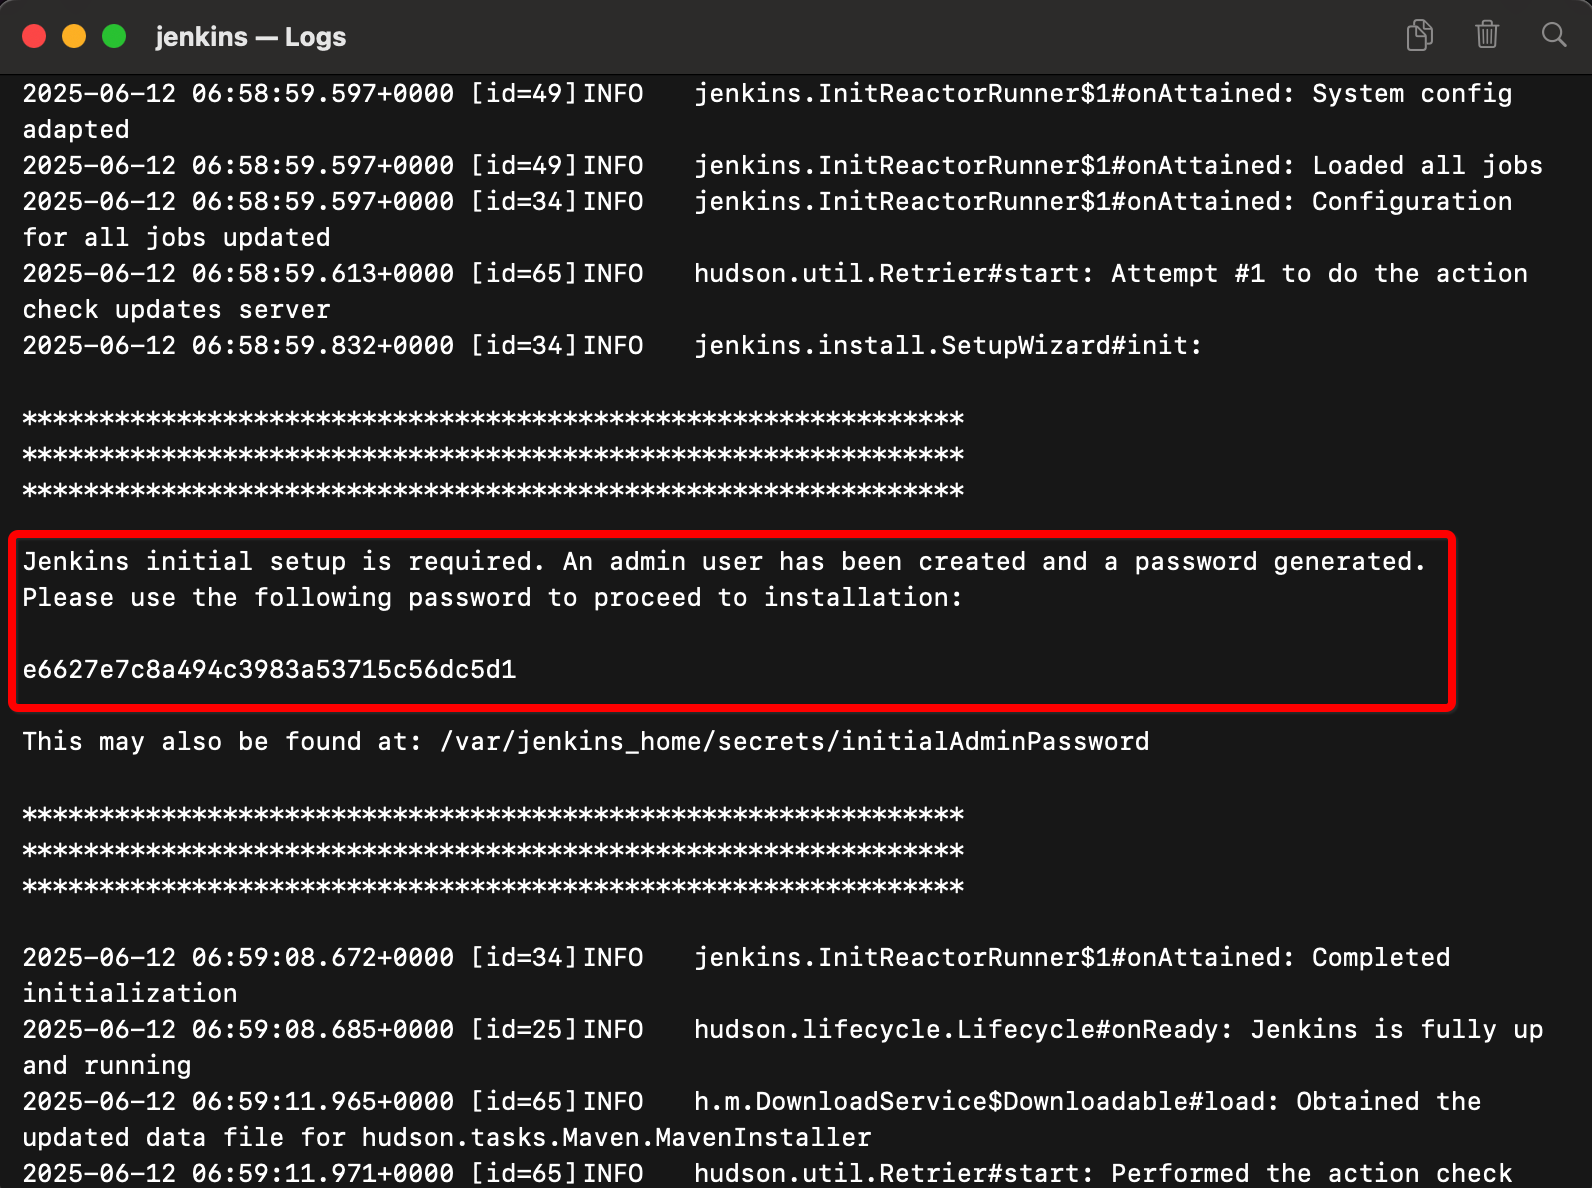 jenkins — Logs
2025-06-12 06:58:59.597+0000 [id=49] INFO jenkins.InitReactorRunner$1#onAttained: System config
adapted
2025-06-12 06:58:59.597+0000 [id=49] INFO jenkins.InitReactorRunner$1#onAttained: Loaded all jobs
2025-06-12 06:58:59.597+0000 [id=34] INFO jenkins.InitReactorRunner$1#onAttained: Configuration
for all jobs updated
2025-06-12 06:58:59.613+0000 [id=65] INFO hudson.util.Retrier#start: Attempt #1 to do the action
check updates server
2025-06-12 06:58:59.832+0000 [id=34] INFO jenkins.install.SetupWizard#init:
*************************************************************
*************************************************************
*************************************************************
Jenkins initial setup is required. An admin user has been created and a password generated.
Please use the following password to proceed to installation:
e6627e7c8a494c3983a53715c56dc5d1
This may also be found at: /var/jenkins_home/secrets/initialAdminPassword
*************************************************************
*************************************************************
*************************************************************
2025-06-12 06:59:08.672+0000 [id=34] INFO jenkins.InitReactorRunner$1#onAttained: Completed
initialization
2025-06-12 06:59:08.685+0000 [id=25] INFO hudson.lifecycle.Lifecycle#onReady: Jenkins is fully up
and running
2025-06-12 06:59:11.965+0000 [id=65] INFO h.m.DownloadService$Downloadable#load: Obtained the
updated data file for hudson.tasks.Maven.MavenInstaller
2025-06-12 06:59:11.971+0000 [id=65] INFO hudson.util.Retrier#start: Performed the action check